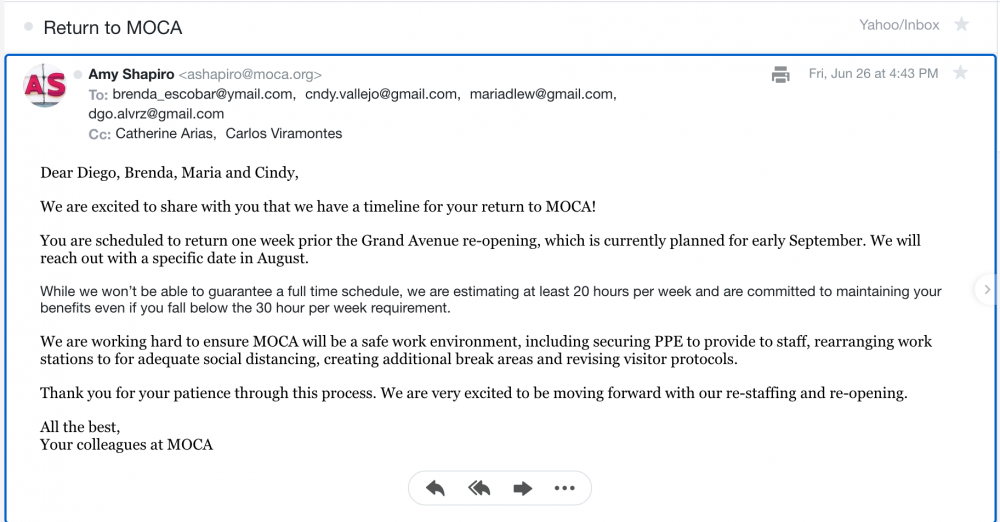 Return to MOCA
Yahoo/Inbox
AS
Amy Shapiro <ashapiro@moca.org>
Fri, Jun 26 at 4:43 PM
To: brenda_escobar@ymail.com, cndy.vallejo@gmail.com, mariadlew@gmail.com,
dgo.alvrz@gmail.com
Cc: Catherine Arias, Carlos Viramontes
Dear Diego, Brenda, Maria and Cindy,
We are excited to share with you that we have a timeline for your return to MOCA!
You are scheduled to return one week prior the Grand Avenue re-opening, which is currently planned for early September. We will
reach out with a specific date in August.
While we won't be able to guarantee a full time schedule, we are estimating at least 20 hours per week and are committed to maintaining your
benefits even if you fall below the 30 hour per week requirement.
We are working hard to ensure MOCA will be a safe work environment, including securing PPE to provide to staff, rearranging work
stations to for adequate social distancing, creating additional break areas and revising visitor protocols.
Thank you for your patience through this process. We are very excited to be moving forward with our re-staffing and re-opening.
All the best,
Your colleagues at MOCA